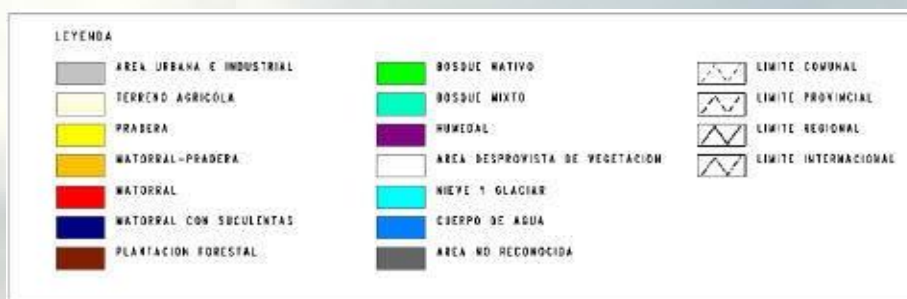 LEYENDA
AREA URBANA E INDUSTRIAL
TERRENO AGRICOLA
PRADERA
MATORRAL-PRADERA
MATORRAL
MATORRAL CON SUCULENTAS
PLANTACION FORESTAL
BOSQUE NATIVO
BOSQUE MIXTO
HUMEDAL
AREA DESPROVISTA DE VEGETACION
NIEVE Y GLACIAR
CUERPO DE AGUA
AREA NO RECONOCIDA
LIMITE COMUNAL
LIMITE PROVINCIAL
LIMITE REGIONAL
LIMITE INTERNACIONAL